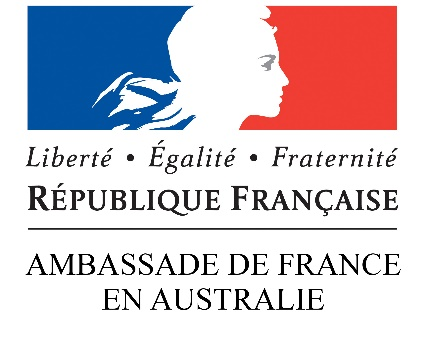 Liberté • Égalité • Fraternité
RÉPUBLIQUE FRANÇAISE
AMBASSADE DE FRANCE
EN AUSTRALIE